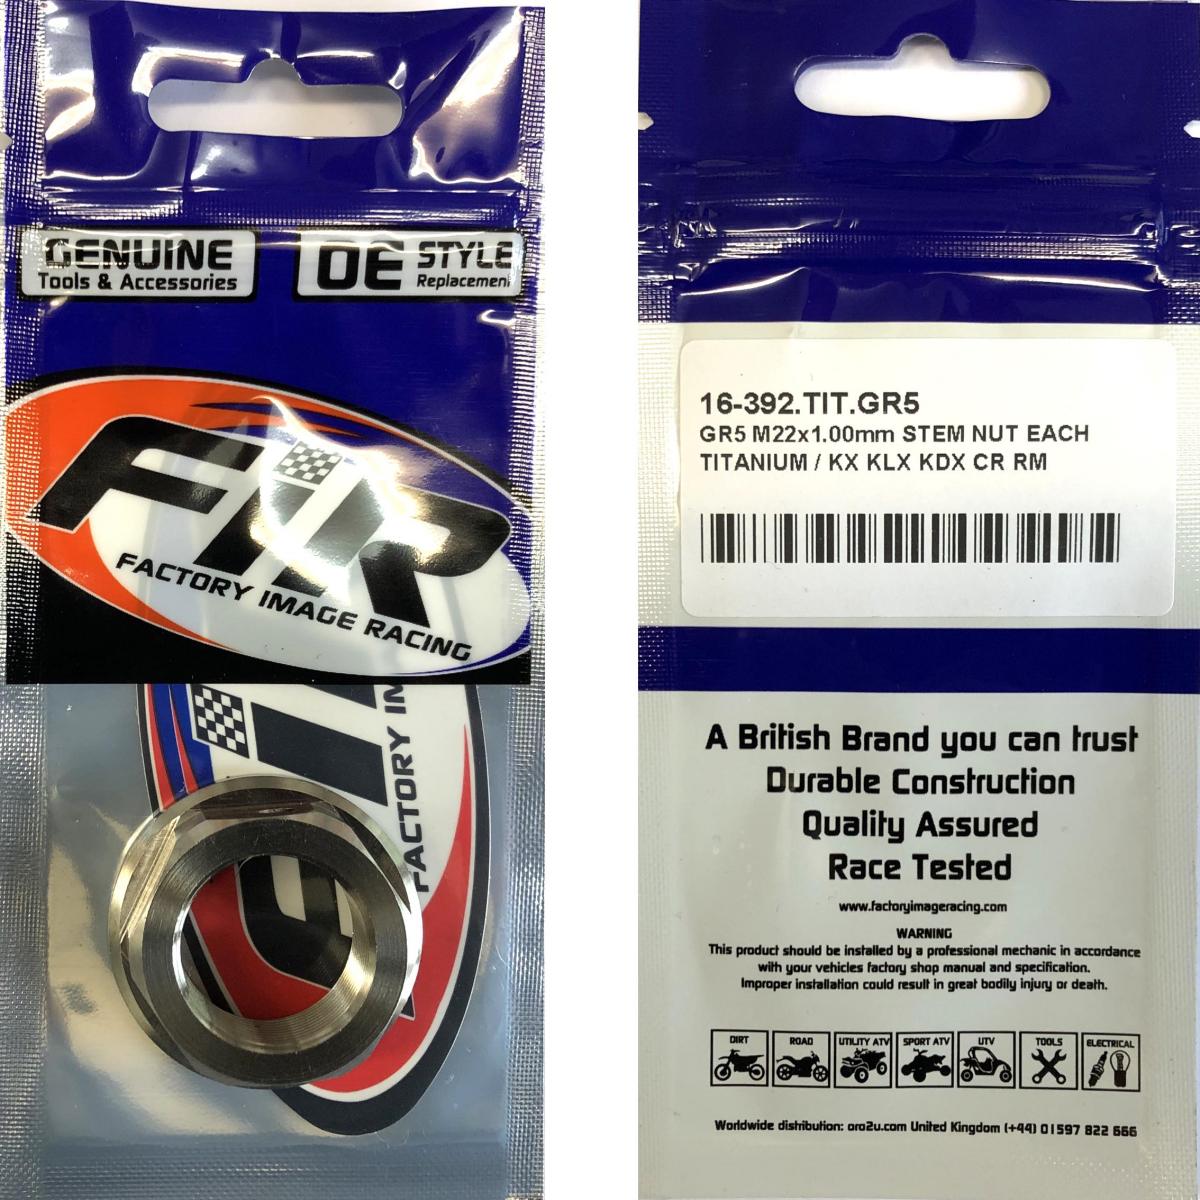 GENUINE
Tools & Accessories
OE STYLE
Replacement
FIR
FACTORY IMAGE RACING
FACTORY IN
16-392.TIT.GR5
GR5 M22x1.00mm STEM NUT EACH
TITANIUM / KX KLX KDX CR RM
A British Brand you can trust
Durable Construction
Quality Assured
Race Tested
www.factoryimageracing.com
WARNING
This product should be installed by a professional mechanic in accordance
with your vehicles factory shop manual and specification.
Improper installation could result in great bodily injury or death.
DIRT ROAD UTILITY ATV SPORT ATV UTV TOOLS ELECTRICAL
Worldwide distribution: oro2u.com United Kingdom (+44) 01597 822 666